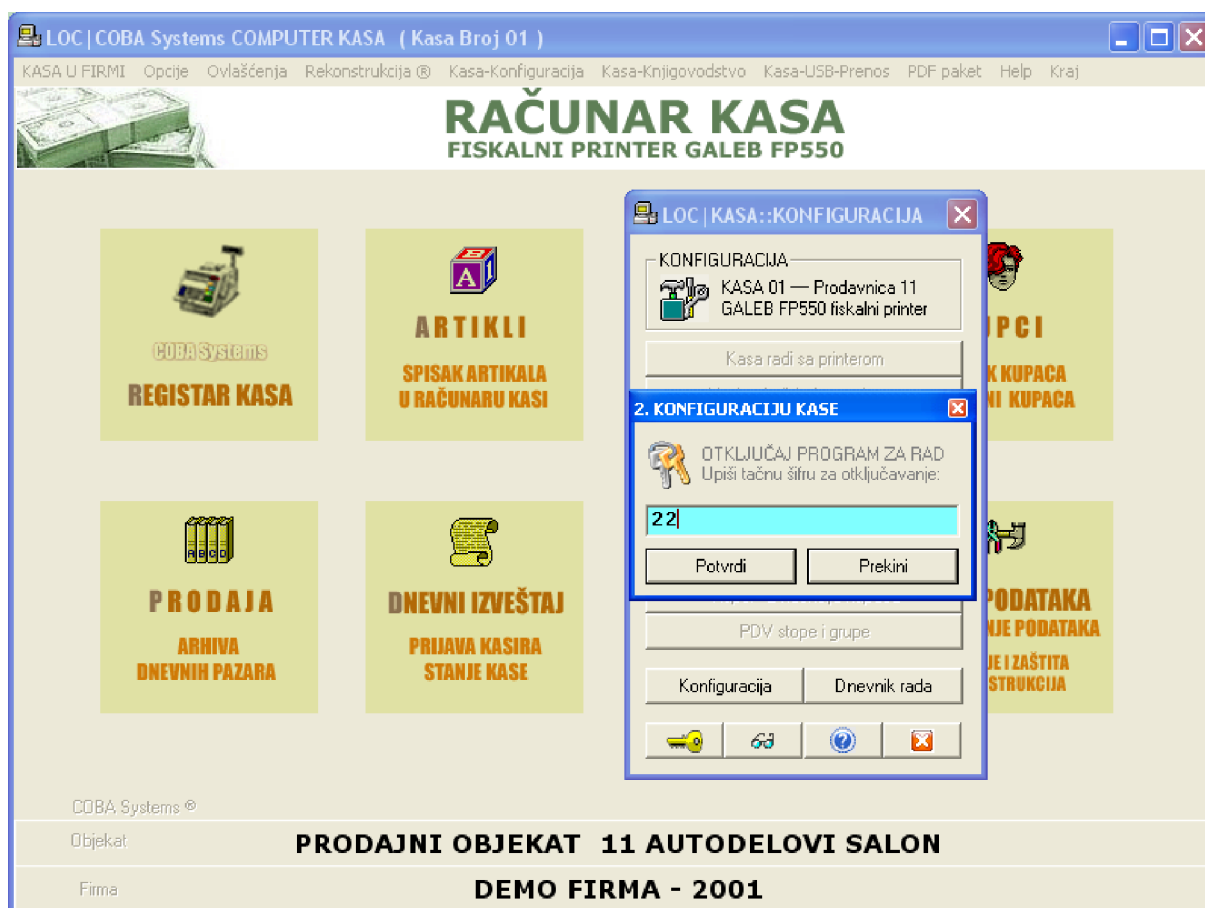 LOC | COBA Systems COMPUTER KASA ( Kasa Broj 01 )
KASA U FIRMI Opcije Ovlašćenja Rekonstrukcija ® Kasa-Konfiguracija Kasa-Knjigovodstvo Kasa-USB-Prenos PDF paket Help Kraj
RAČUNAR KASA
FISKALNI PRINTER GALEB FP550
COBA Systems
REGISTAR KASA
ARTIKLI
SPISAK ARTIKALA
U RAČUNARU KASI
LOC | KASA::KONFIGURACIJA
KONFIGURACIJA
KASA 01 — Prodavnica 11
GALEB FP550 fiskalni printer
Kasa radi sa printerom
2. KONFIGURACIJU KASE
OTKLJUČAJ PROGRAM ZA RAD
Upiši tačnu šifru za otključavanje:
22
Potvrdi Prekini
PDV stope i grupe
Konfiguracija Dnevnik rada
UPCI
K KUPACA
NI KUPACA
PRODAJA
ARHIVA
DNEVNIH PAZARA
DNEVNI IZVEŠTAJ
PRIJAVA KASIRA
STANJE KASE
PODATAKA
NJE PODATAKA
JE I ZAŠTITA
STRUKCIJA
COBA Systems ®
Objekat PRODAJNI OBJEKAT 11 AUTODELOVI SALON
Firma DEMO FIRMA - 2001